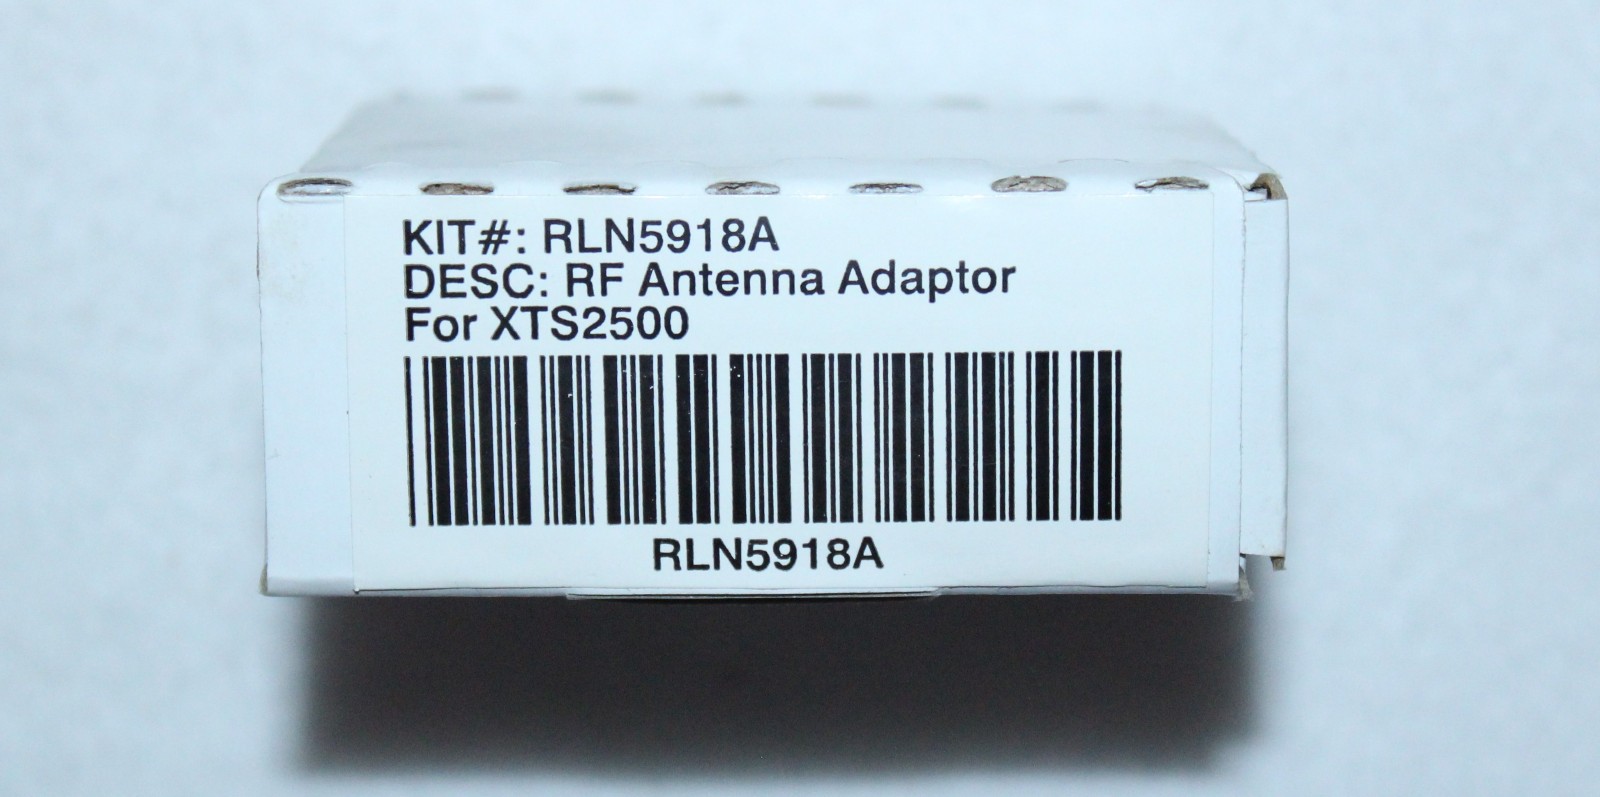 KIT#: RLN5918A
DESC: RF Antenna Adaptor
For XTS2500
RLN5918A